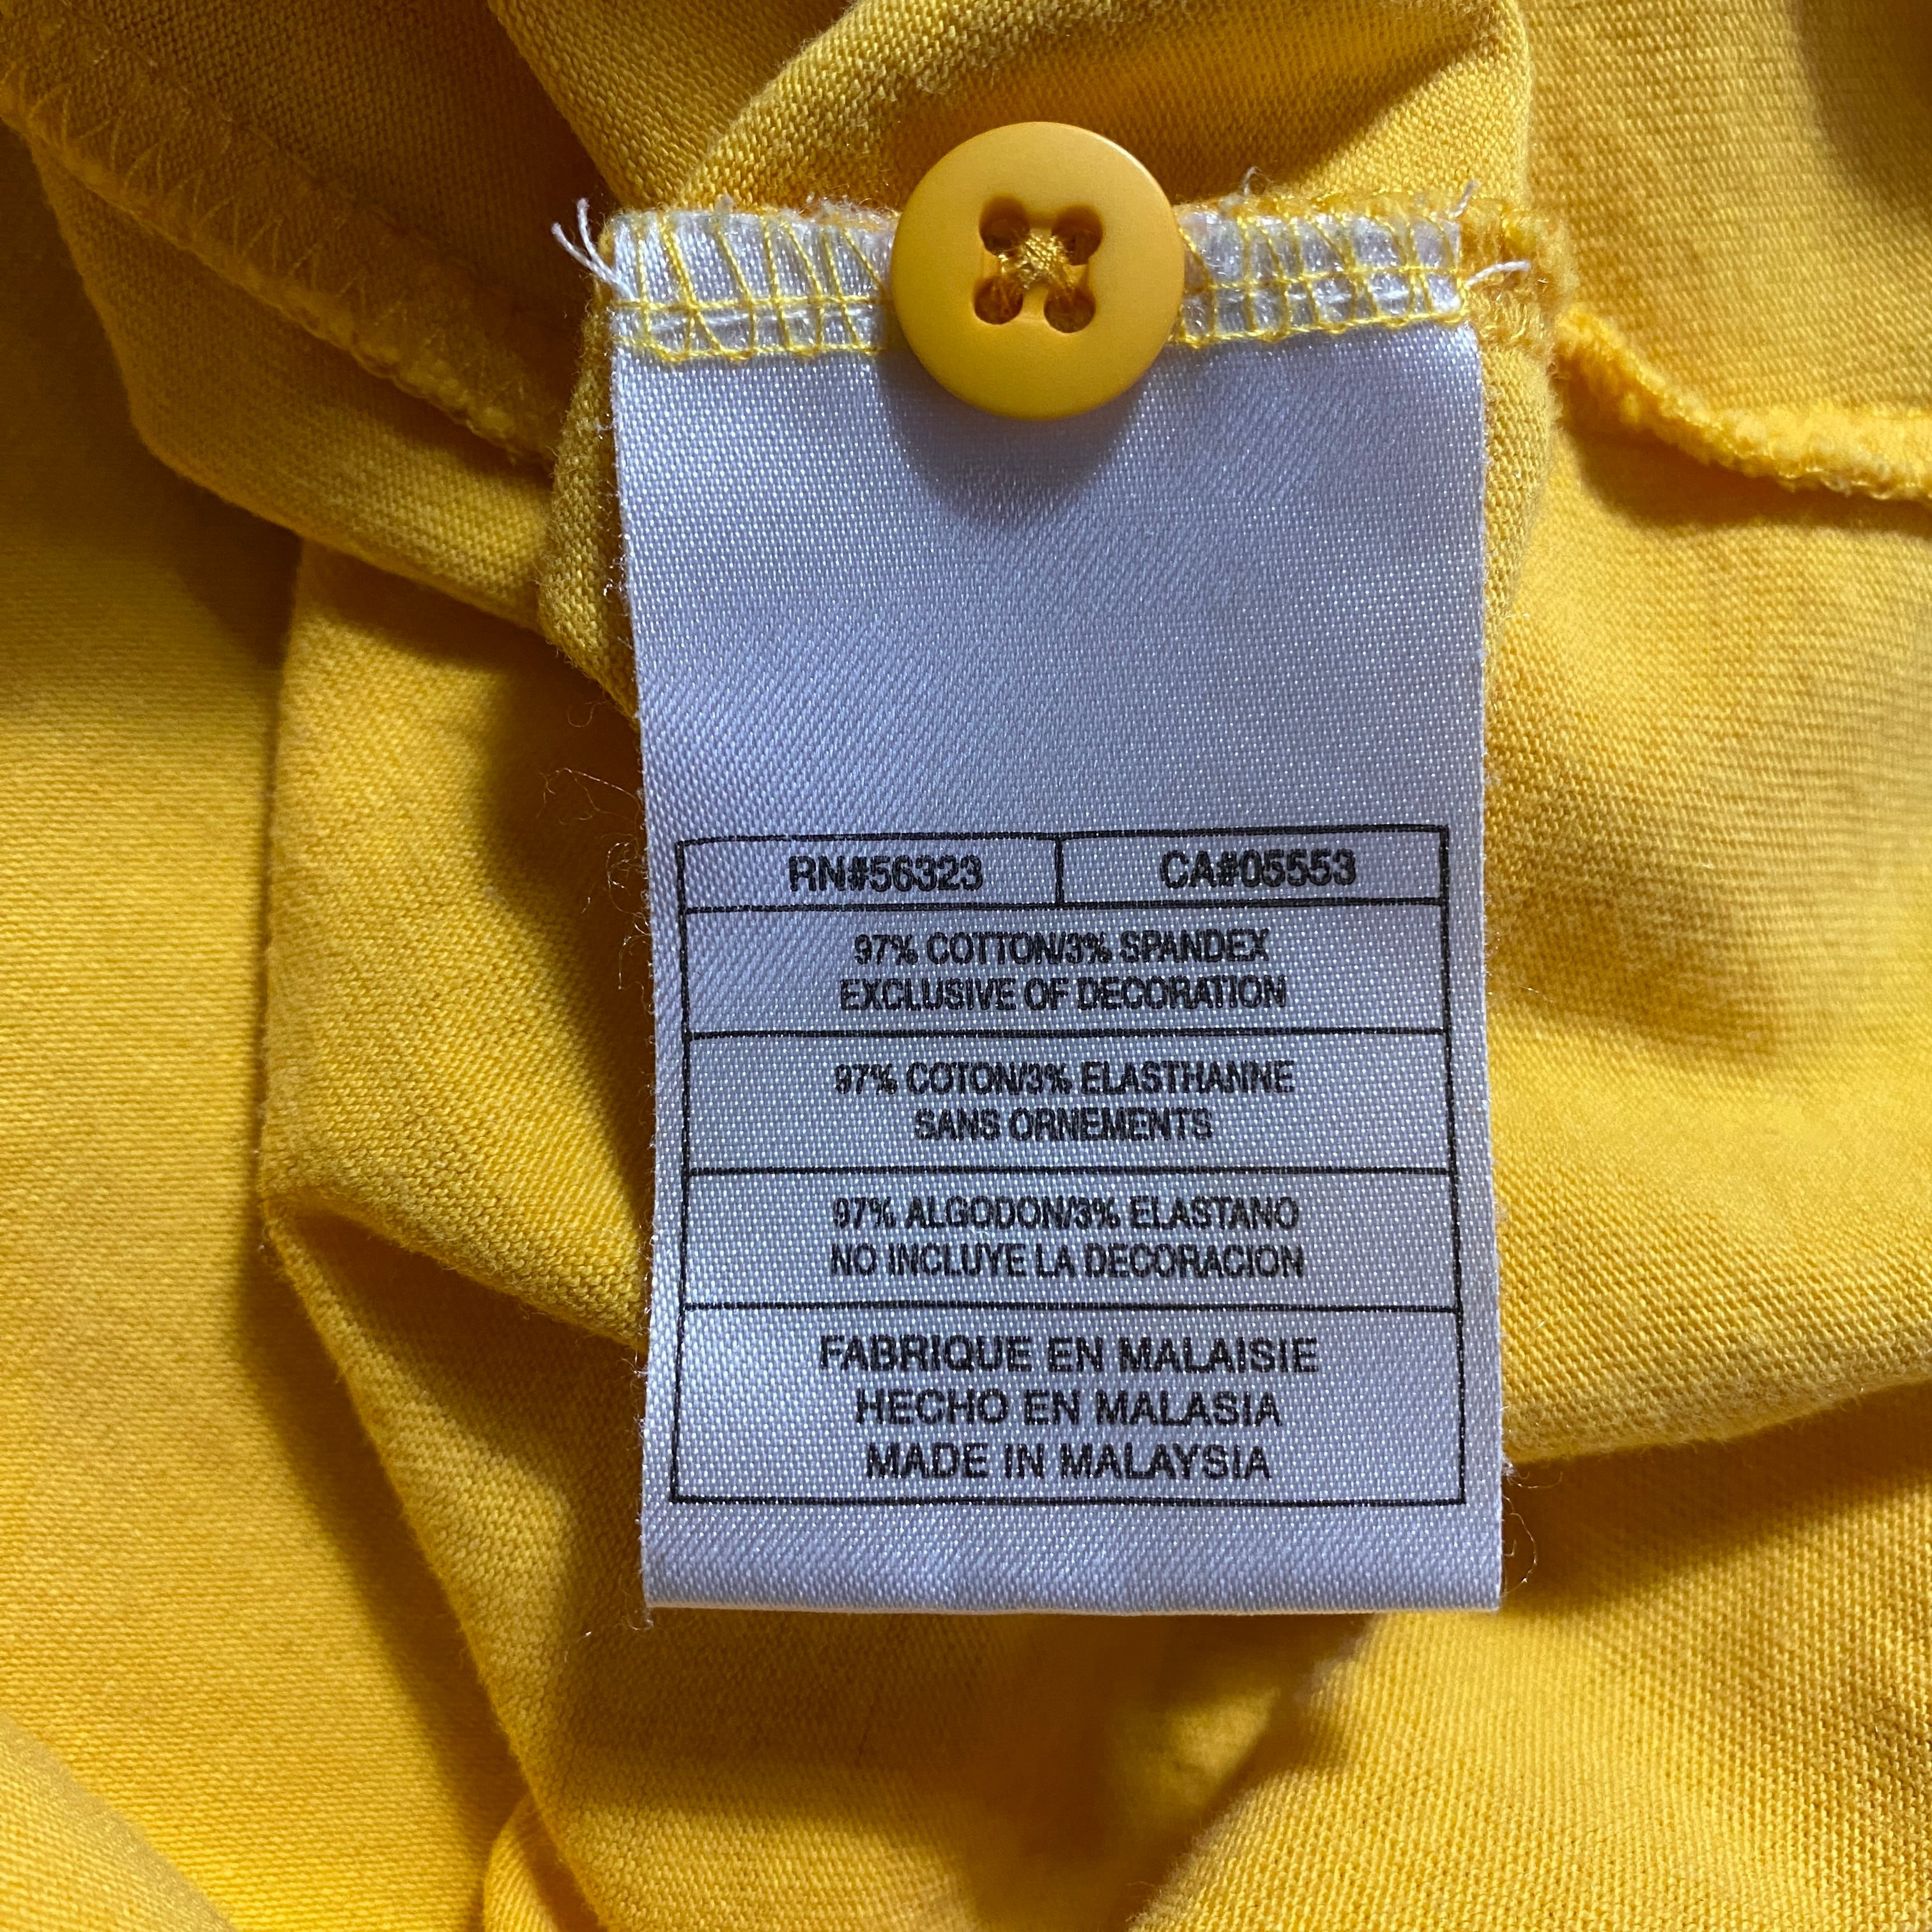 RN#56323 CA#05553
97% COTTON/3% SPANDEX
EXCLUSIVE OF DECORATION
97% COTON/3% ELASTHANNE
SANS ORNEMENTS
97% ALGODON/3% ELASTANO
NO INCLUYE LA DECORACION
FABRIQUE EN MALAISIE
HECHO EN MALASIA
MADE IN MALAYSIA